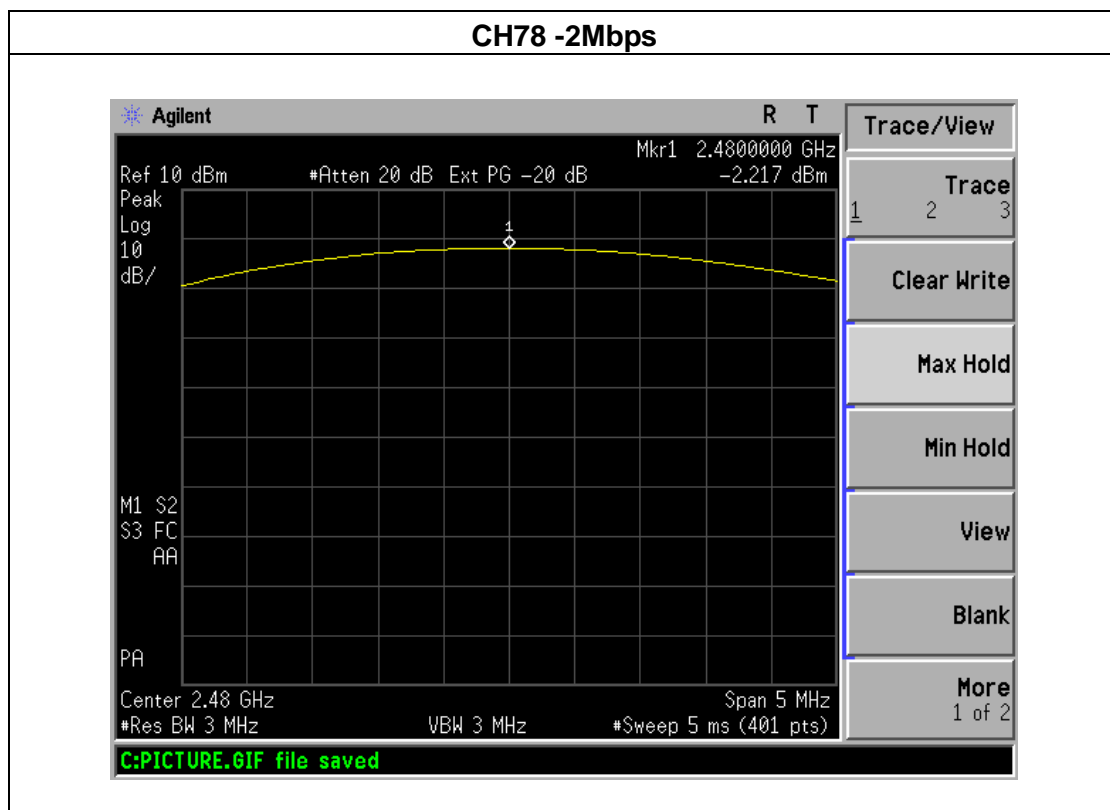 CH78 -2Mbps
Agilent R T
Mkr1 2.4800000 GHz
Ref 10 dBm #Atten 20 dB Ext PG -20 dB -2.217 dBm
Peak
Log
10
dB/
1
M1 S2
S3 FC
AA
PA
Center 2.48 GHz Span 5 MHz
#Res BW 3 MHz VBW 3 MHz #Sweep 5 ms (401 pts)
C:PICTURE.GIF file saved
Trace/View
Trace
1 2 3
Clear Write
Max Hold
Min Hold
View
Blank
More
1 of 2